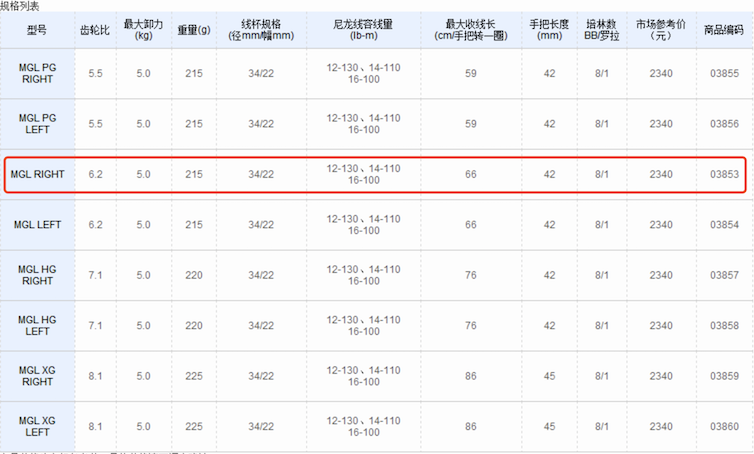 规格列表
型号 齿轮比 最大卸力 (kg) 重量(g) 线杯规格 (径mm/幅mm) 尼龙线容线量 (lb-m) 最大收线长 (cm/手把转一圈) 手把长度 (mm) 培林数 BB/罗拉 市场参考价 (元) 商品编码
MGL PG RIGHT 5.5 5.0 215 34/22 12-130、14-110 16-100 59 42 8/1 2340 03855
MGL PG LEFT 5.5 5.0 215 34/22 12-130、14-110 16-100 59 42 8/1 2340 03856
MGL RIGHT 6.2 5.0 215 34/22 12-130、14-110 16-100 66 42 8/1 2340 03853
MGL LEFT 6.2 5.0 215 34/22 12-130、14-110 16-100 66 42 8/1 2340 03854
MGL HG RIGHT 7.1 5.0 220 34/22 12-130、14-110 16-100 76 42 8/1 2340 03857
MGL HG LEFT 7.1 5.0 220 34/22 12-130、14-110 16-100 76 42 8/1 2340 03858
MGL XG RIGHT 8.1 5.0 225 34/22 12-130、14-110 16-100 86 45 8/1 2340 03859
MGL XG LEFT 8.1 5.0 225 34/22 12-130、14-110 16-100 86 45 8/1 2340 03860